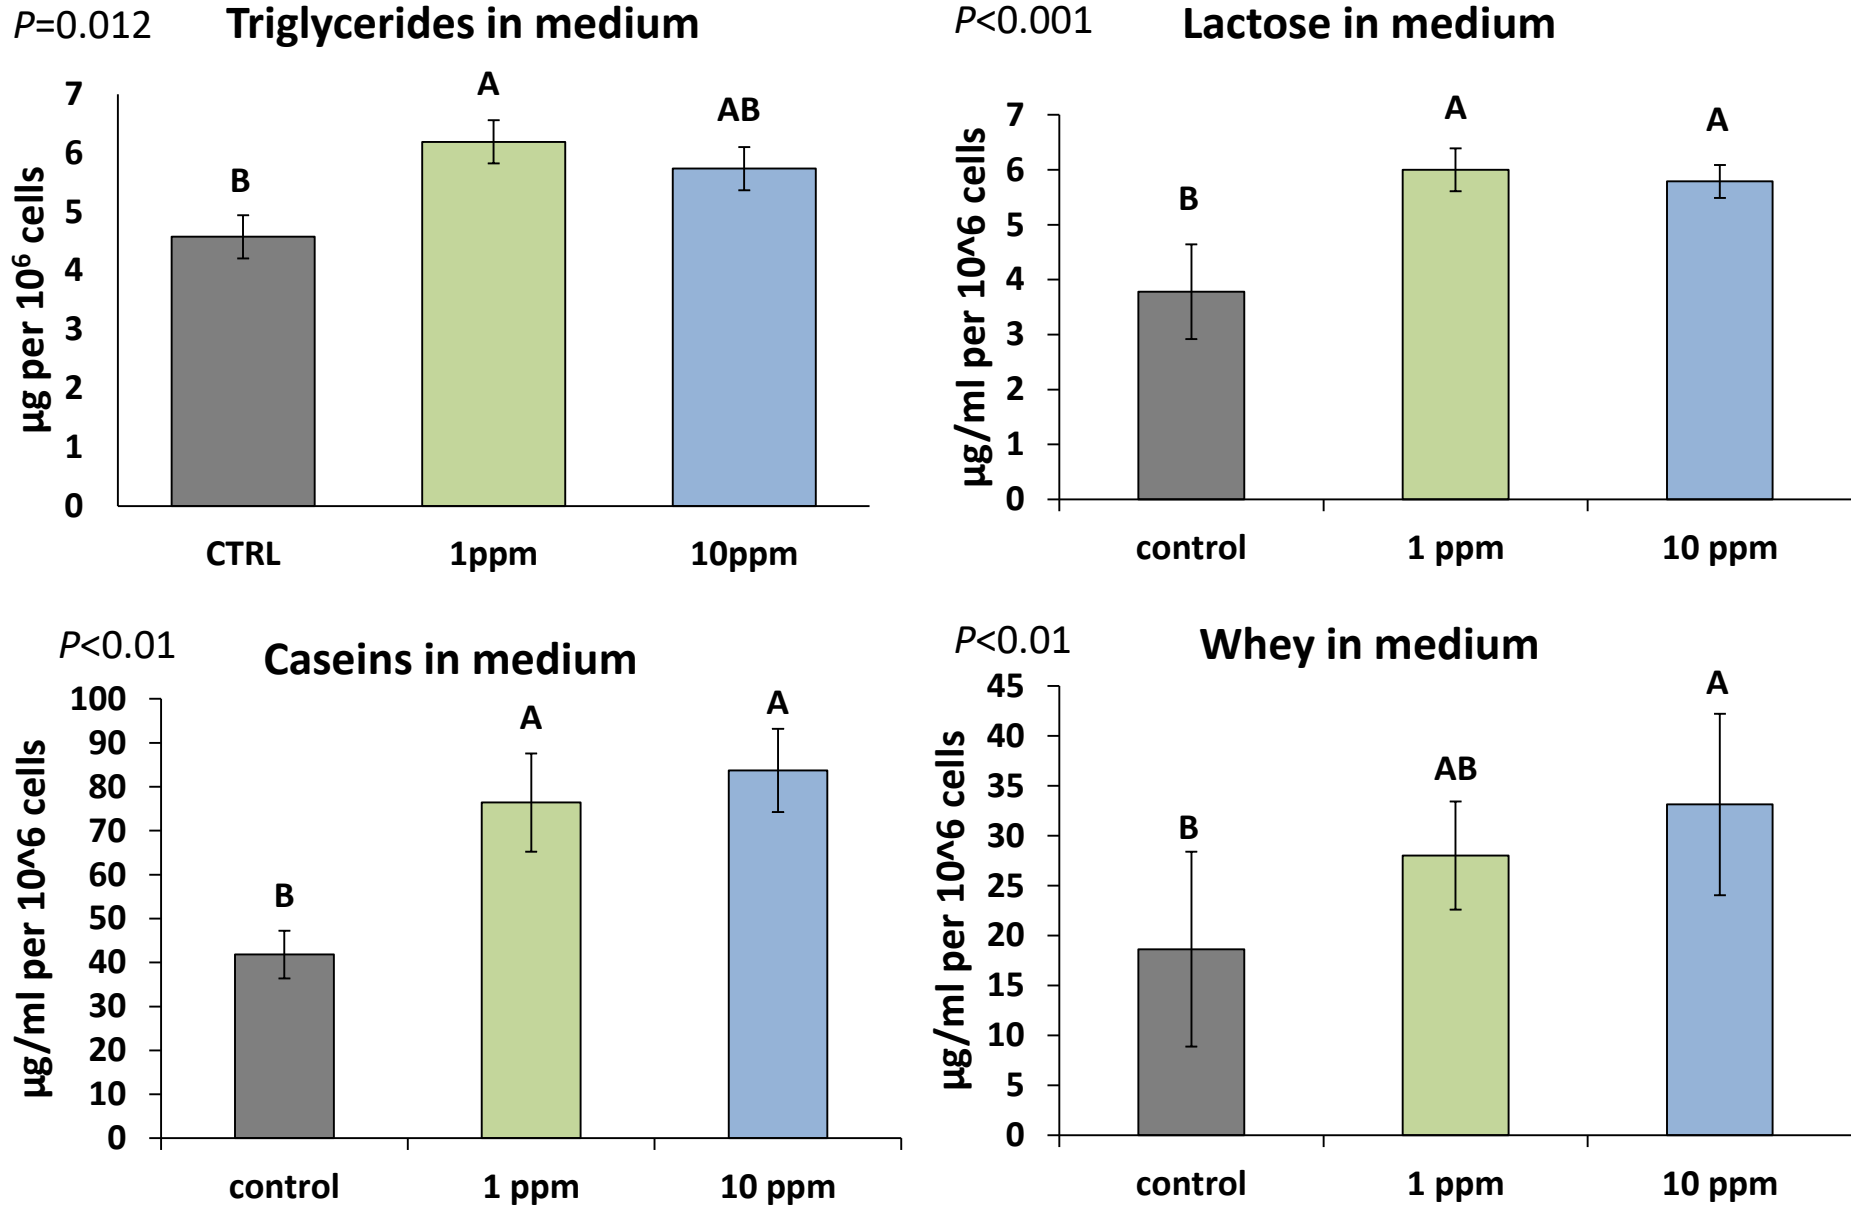 P=0.012 Triglycerides in medium
µg per 10⁶ cells
7
6
5
4
3
2
1
0
B
A
AB
CTRL 1ppm 10ppm
P<0.001 Lactose in medium
µg/ml per 10^6 cells
7
6
5
4
3
2
1
0
B
A
A
control 1 ppm 10 ppm
P<0.01 Caseins in medium
µg/ml per 10^6 cells
100
90
80
70
60
50
40
30
20
10
0
B
A
A
control 1 ppm 10 ppm
P<0.01 Whey in medium
µg/ml per 10^6 cells
45
40
35
30
25
20
15
10
5
0
B
AB
A
control 1 ppm 10 ppm